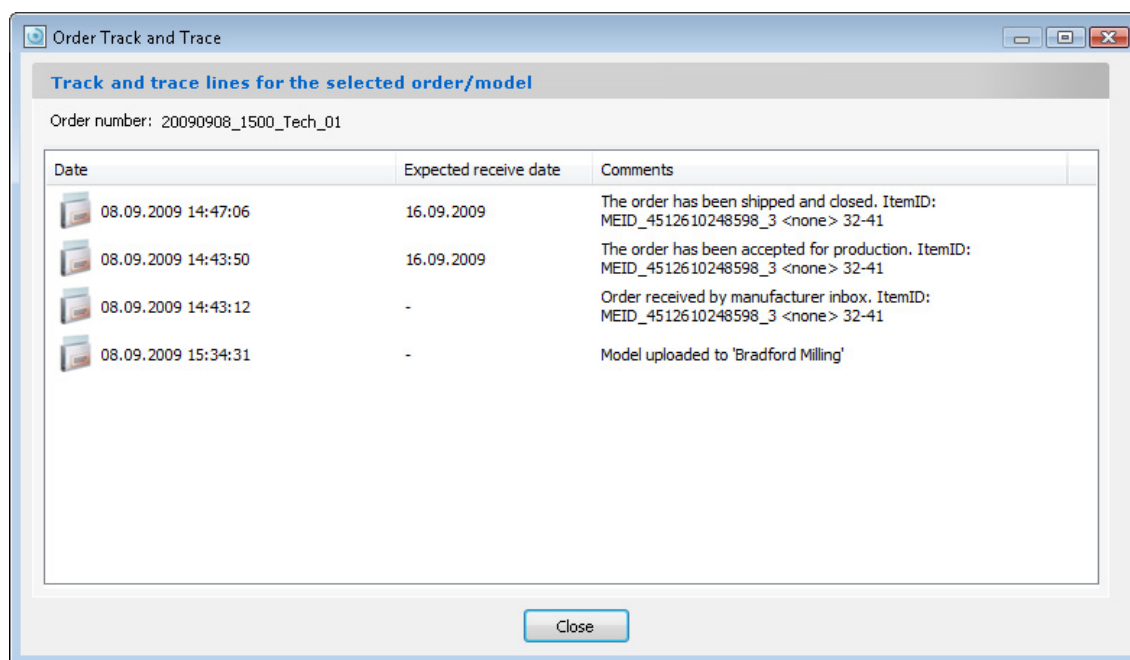 Order Track and Trace
Track and trace lines for the selected order/model
Order number: 20090908_1500_Tech_01
Date Expected receive date Comments
08.09.2009 14:47:06 16.09.2009 The order has been shipped and closed. ItemID:
MEID_4512610248598_3 <none> 32-41
08.09.2009 14:43:50 16.09.2009 The order has been accepted for production. ItemID:
MEID_4512610248598_3 <none> 32-41
08.09.2009 14:43:12 - Order received by manufacturer inbox. ItemID:
MEID_4512610248598_3 <none> 32-41
08.09.2009 15:34:31 - Model uploaded to 'Bradford Milling'
Close